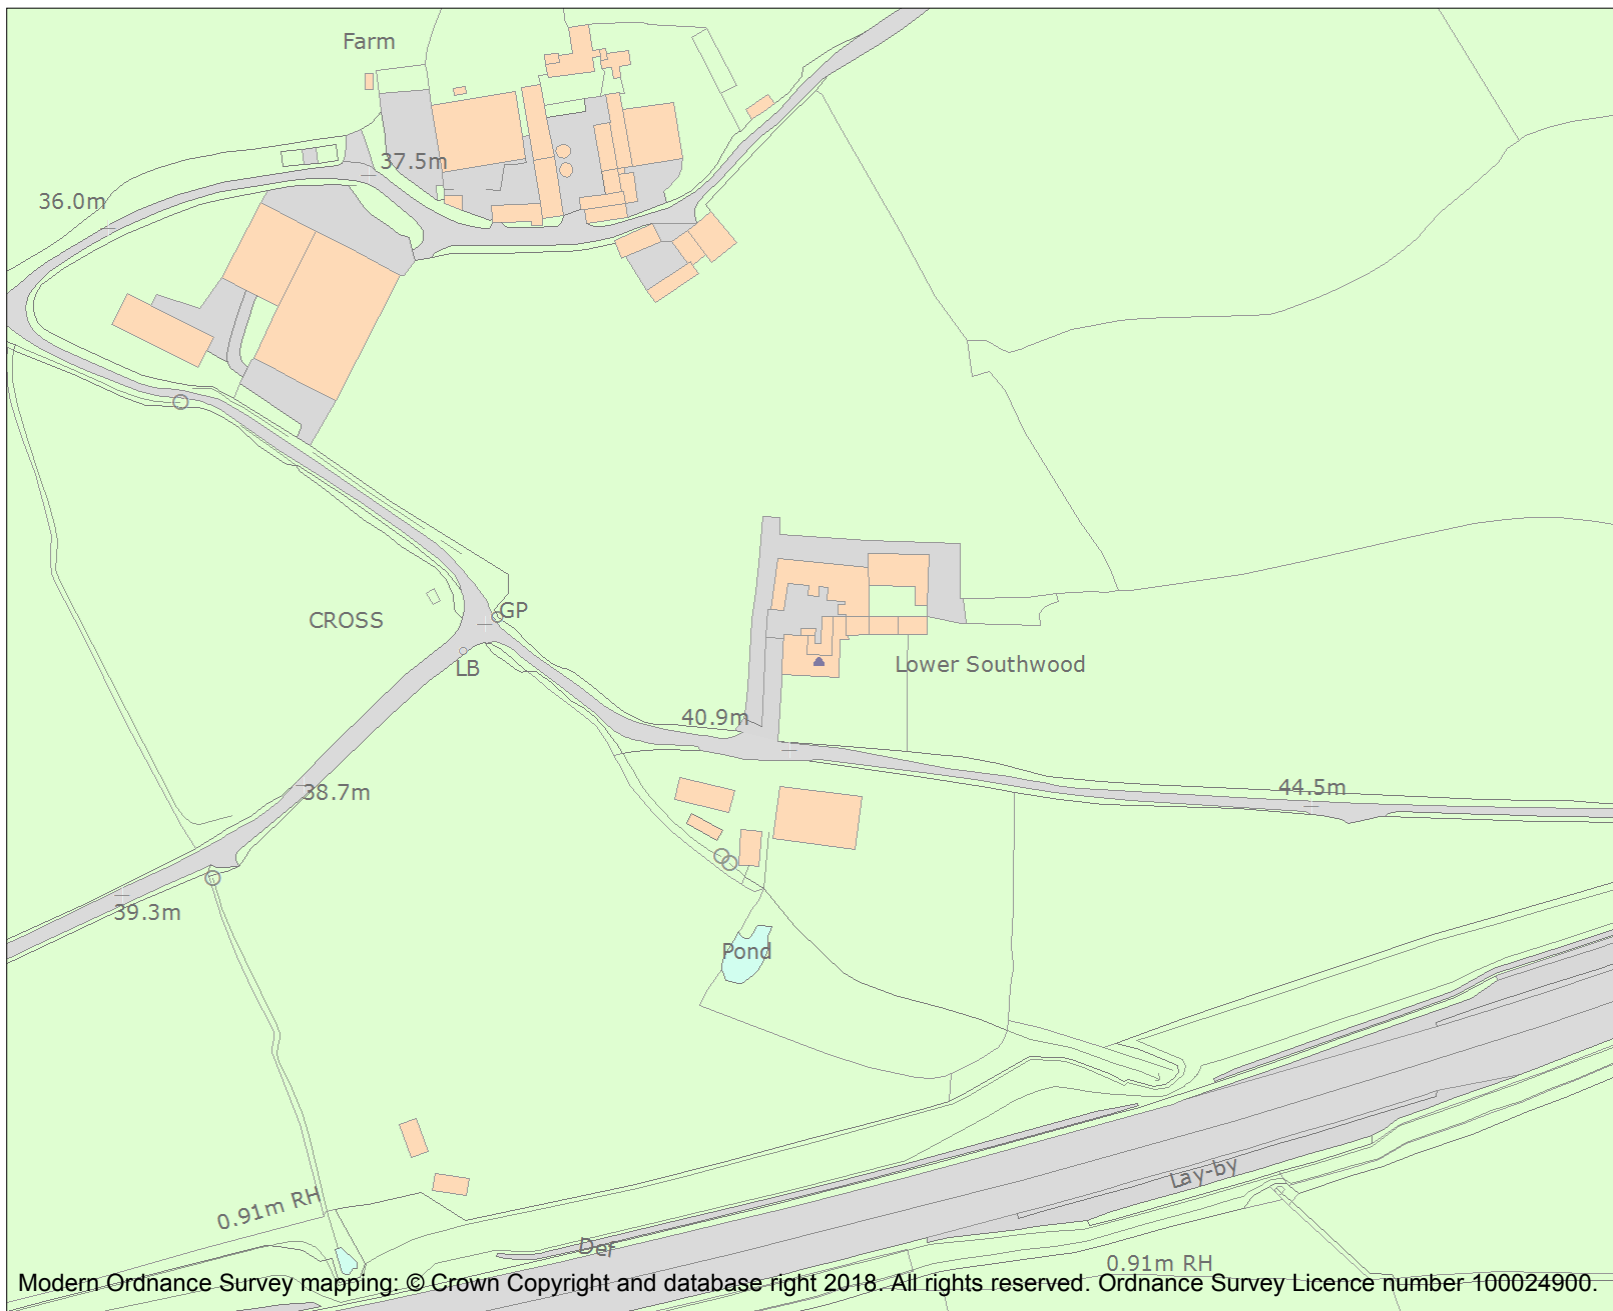 Farm
37.5m
36.0m
GP
CROSS
LB
Lower Southwood
40.9m
38.7m
44.5m
39.3m
Pond
Lay-by
0.91m RH
Def
0.91m RH
Modern Ordnance Survey mapping: © Crown Copyright and database right 2018. All rights reserved. Ordnance Survey Licence number 100024900.